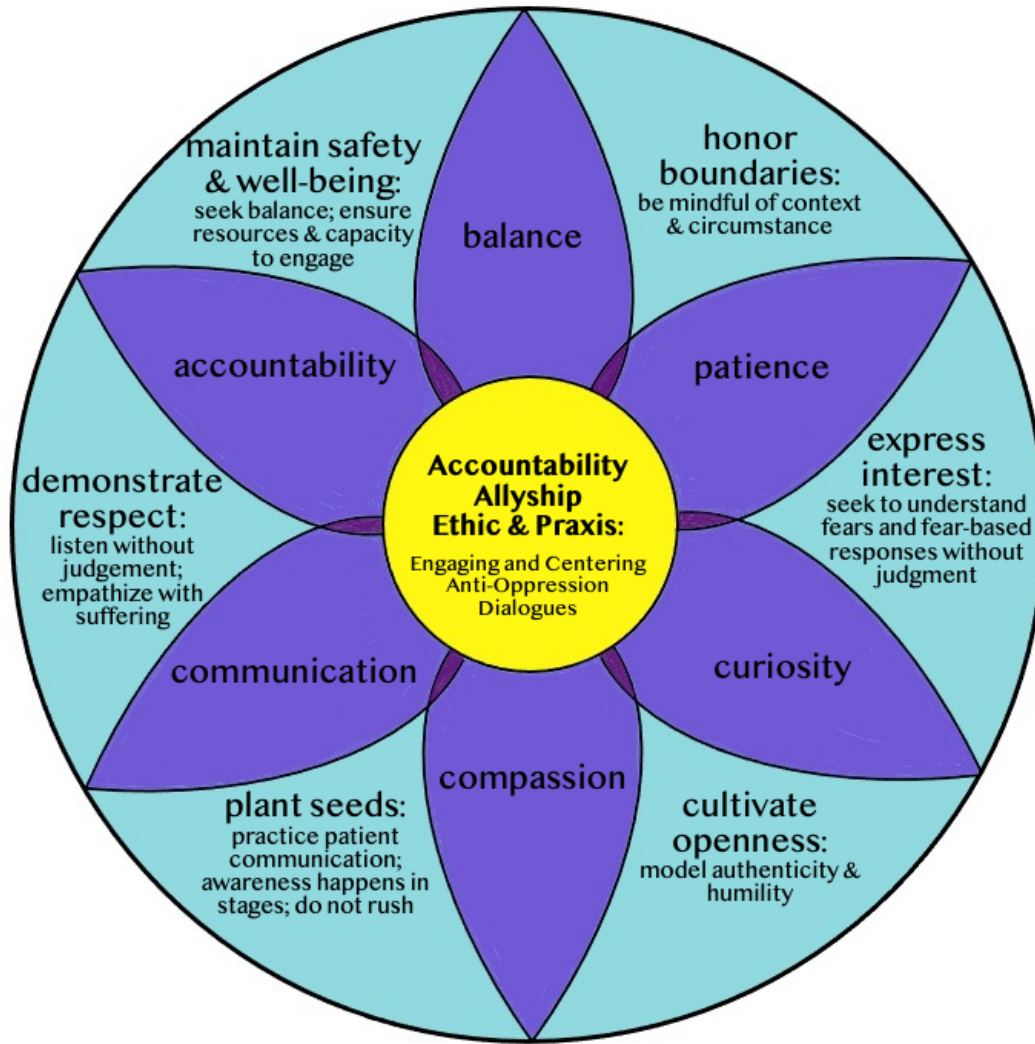 maintain safety
& well-being:
seek balance; ensure
resources & capacity
to engage
balance
honor
boundaries:
be mindful of context
& circumstance
accountability
patience
demonstrate
respect:
listen without
judgement;
empathize with
suffering
Accountability
Allyship
Ethic & Praxis:
Engaging and Centering
Anti-Oppression
Dialogues
express
interest:
seek to understand
fears and fear-based
responses without
judgment
communication
curiosity
compassion
plant seeds:
practice patient
communication;
awareness happens in
stages; do not rush
cultivate
openness:
model authenticity &
humility